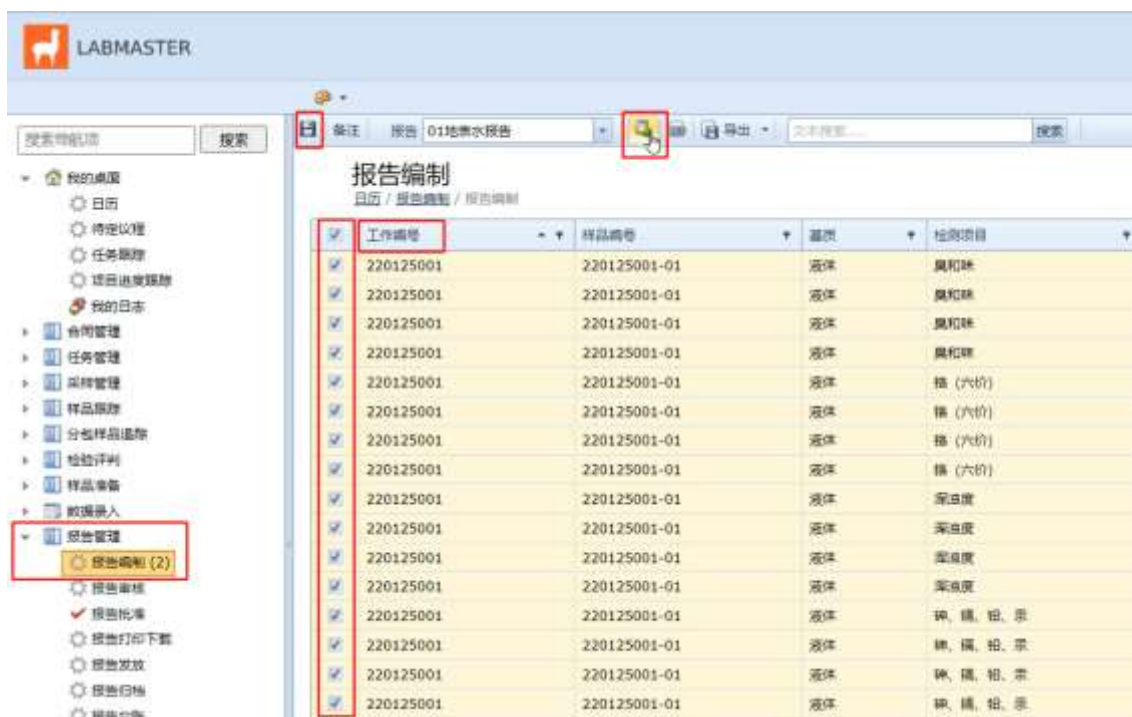 LABMASTER
搜索导航项 搜索
备注 报告 01地表水报告 导出 文本搜索... 搜索
报告编制
日历 / 报告编制 / 报告编制
我的桌面
日历
待定议程
任务跟踪
项目进度跟踪
我的日志
合同管理
任务管理
采样管理
样品跟踪
分包样品追踪
检验评判
样品准备
数据录入
报告管理
报告编制 (2)
报告审核
报告批准
报告打印下载
报告发放
报告归档
报告台账
工作编号 样品编号 基质 检测项目
220125001 220125001-01 液体 臭和味
220125001 220125001-01 液体 臭和味
220125001 220125001-01 液体 臭和味
220125001 220125001-01 液体 臭和味
220125001 220125001-01 液体 铬 (六价)
220125001 220125001-01 液体 铬 (六价)
220125001 220125001-01 液体 铬 (六价)
220125001 220125001-01 液体 铬 (六价)
220125001 220125001-01 液体 浑浊度
220125001 220125001-01 液体 浑浊度
220125001 220125001-01 液体 浑浊度
220125001 220125001-01 液体 浑浊度
220125001 220125001-01 液体 砷、镉、铅、汞
220125001 220125001-01 液体 砷、镉、铅、汞
220125001 220125001-01 液体 砷、镉、铅、汞
220125001 220125001-01 液体 砷、镉、铅、汞